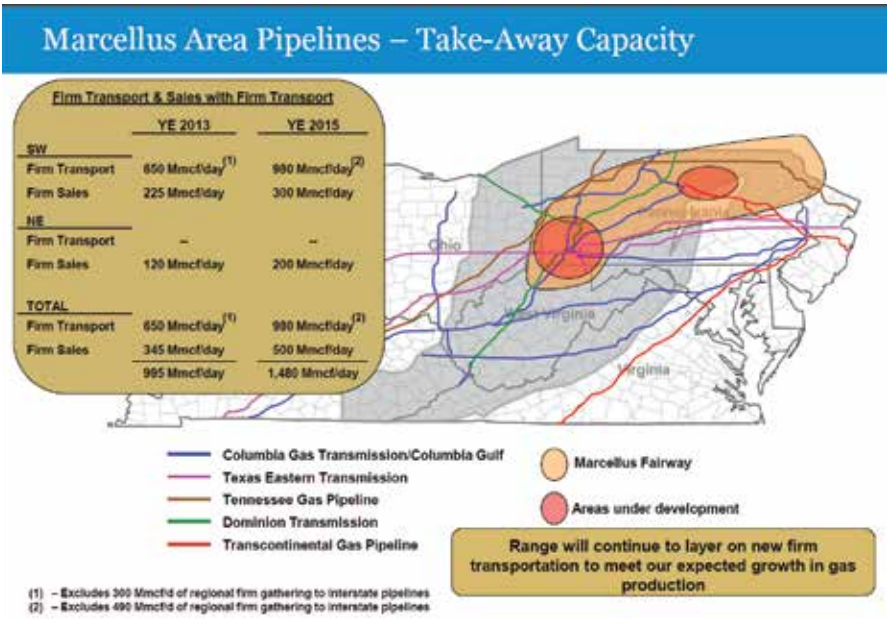 Marcellus Area Pipelines – Take-Away Capacity
Firm Transport & Sales with Firm Transport
YE 2013 YE 2015
SW
Firm Transport 650 Mmcf/day(1) 980 Mmcf/day(2)
Firm Sales 225 Mmcf/day 300 Mmcf/day
NE
Firm Transport -- --
Firm Sales 120 Mmcf/day 200 Mmcf/day
TOTAL
Firm Transport 650 Mmcf/day(1) 980 Mmcf/day(2)
Firm Sales 345 Mmcf/day 500 Mmcf/day
995 Mmcf/day 1,480 Mmcf/day
Pennsylvania
Ohio
West Virginia
Virginia
Columbia Gas Transmission/Columbia Gulf
Texas Eastern Transmission
Tennessee Gas Pipeline
Dominion Transmission
Transcontinental Gas Pipeline
Marcellus Fairway
Areas under development
Range will continue to layer on new firm
transportation to meet our expected growth in gas
production
(1) – Excludes 300 Mmcf/d of regional firm gathering to interstate pipelines
(2) – Excludes 490 Mmcf/d of regional firm gathering to interstate pipelines